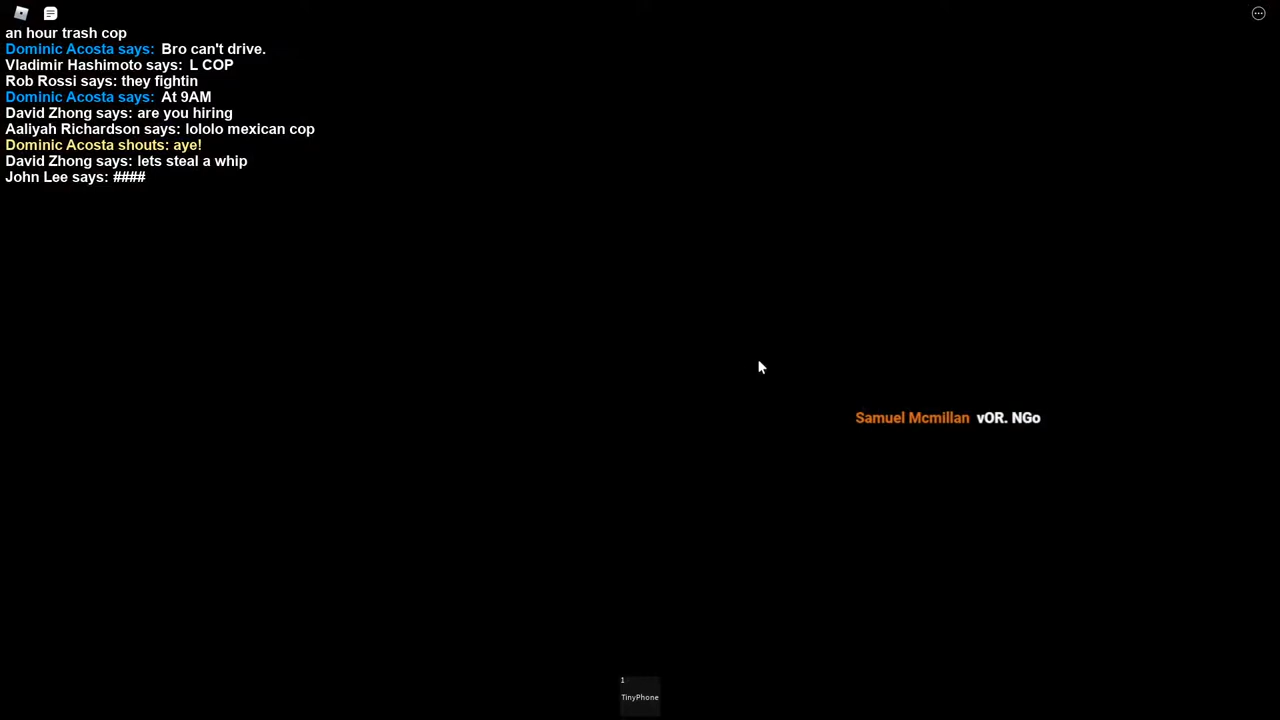 an hour trash cop
Dominic Acosta says: Bro can't drive.
Vladimir Hashimoto says: L COP
Rob Rossi says: they fightin
Dominic Acosta says: At 9AM
David Zhong says: are you hiring
Aaliyah Richardson says: lololo mexican cop
Dominic Acosta shouts: aye!
David Zhong says: lets steal a whip
John Lee says: ####
Samuel Mcmillan vOR. NGo
1
TinyPhone